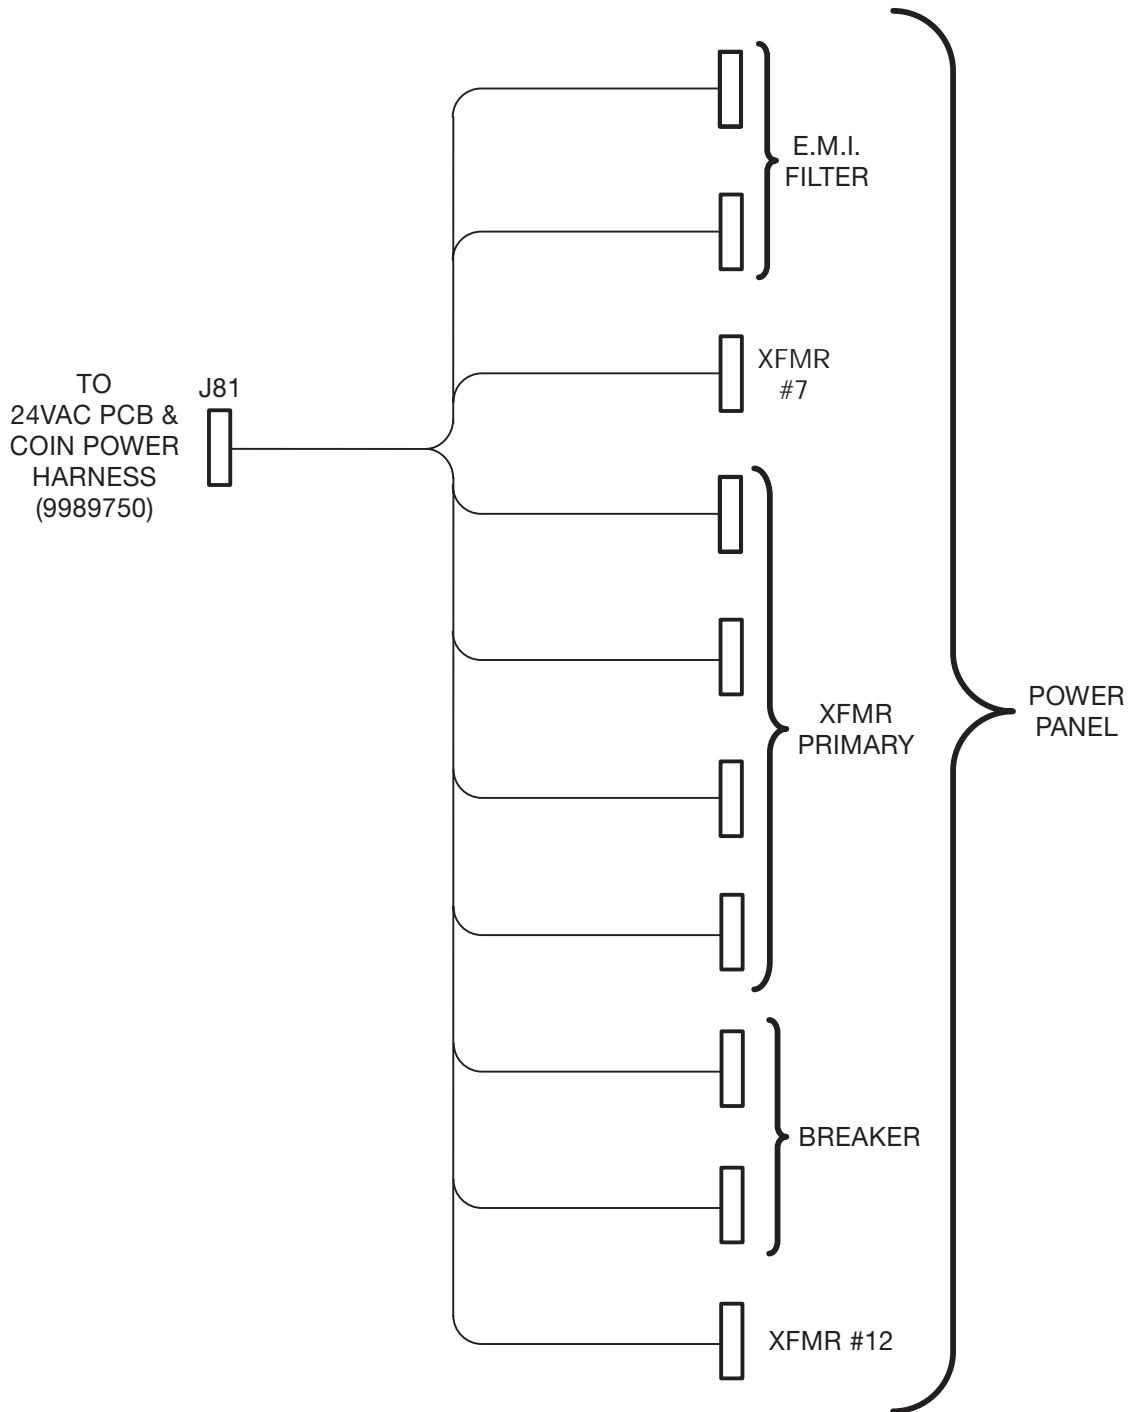 E.M.I.
FILTER
XFMR
#7
TO
24VAC PCB &
COIN POWER
HARNESS
(9989750)
J81
XFMR
PRIMARY
POWER
PANEL
BREAKER
XFMR #12